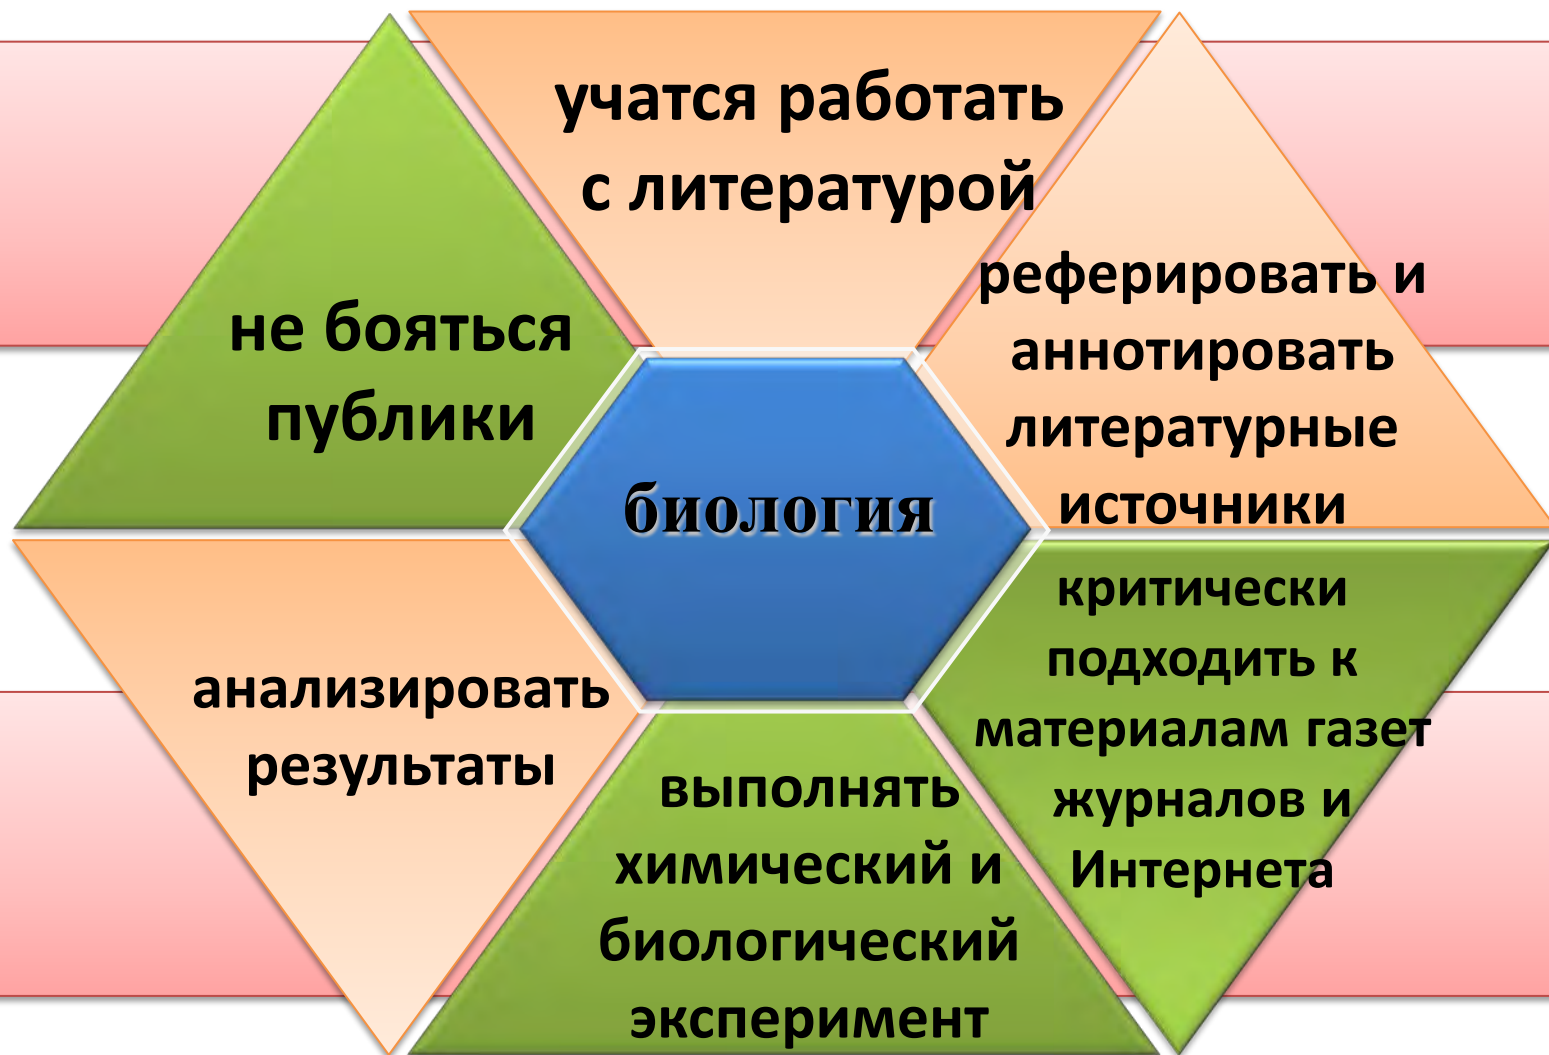 учатся работать
с литературой
реферировать и
аннотировать
литературные
источники
критически
подходить к
материалам газет
журналов и
Интернета
выполнять
химический и
биологический
эксперимент
анализировать
результаты
не бояться
публики
биология